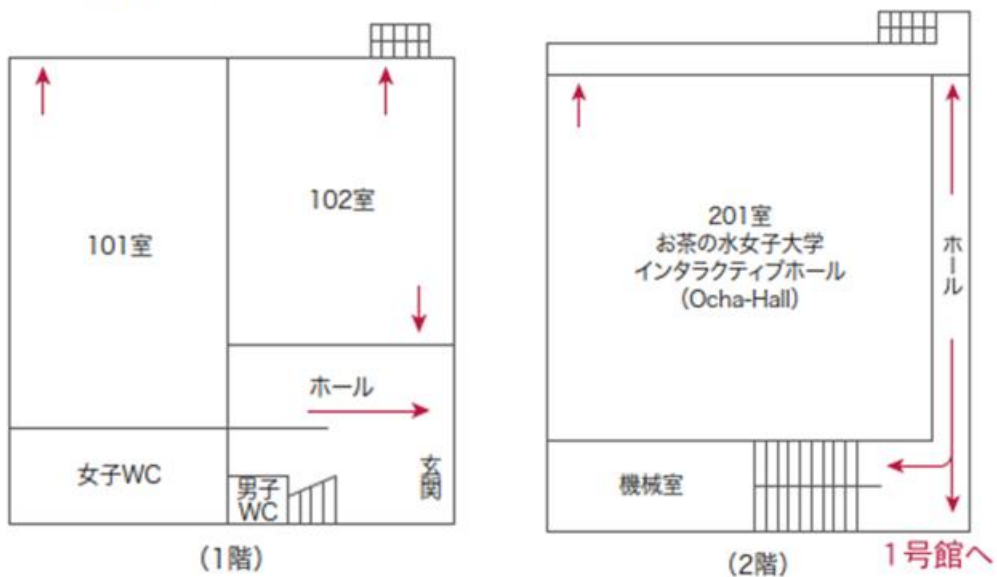 101室
102室
ホール
女子WC
男子
WC
玄関
(1階)
201室
お茶の水女子大学
インタラクティブホール
(Ocha-Hall)
ホール
機械室
(2階)
1号館へ